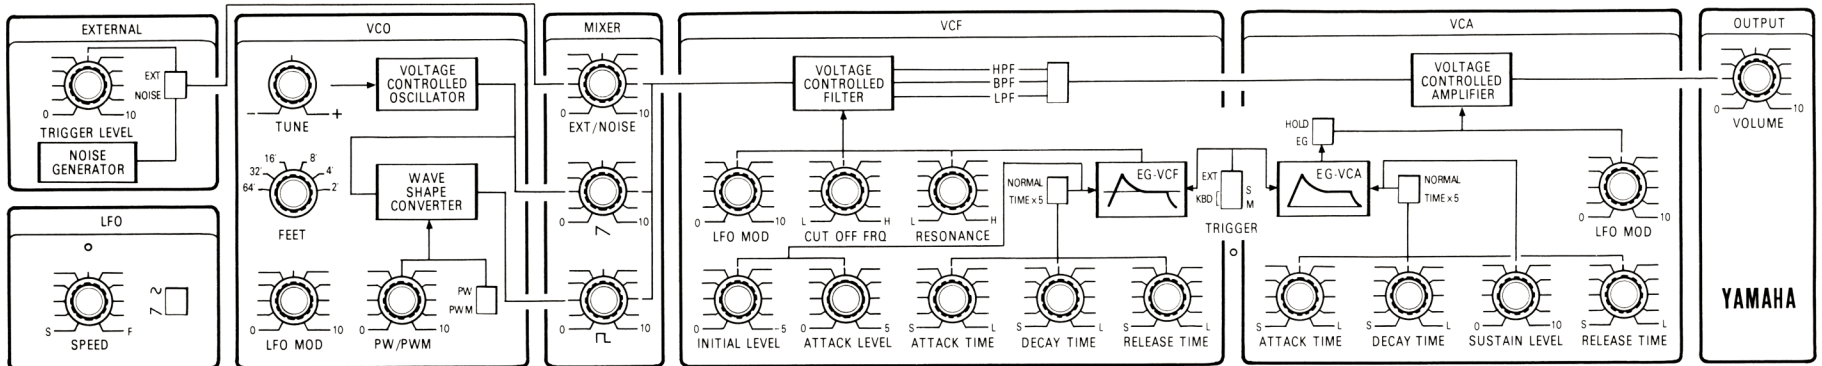 EXTERNAL
EXT
NOISE
0 10
TRIGGER LEVEL
NOISE
GENERATOR
LFO
S F
SPEED
VCO
- +
TUNE
VOLTAGE
CONTROLLED
OSCILLATOR
16' 8'
32' 4'
64' 2'
FEET
WAVE
SHAPE
CONVERTER
0 10
LFO MOD
0 10
PW/PWM
PW
PWM
MIXER
0 10
EXT/NOISE
0 10
0 10
VCF
VOLTAGE
CONTROLLED
FILTER
HPF
BPF
LPF
0 10
LFO MOD
L H
CUT OFF FRQ
L H
RESONANCE
NORMAL
TIME x 5
EG-VCF
0 -5
INITIAL LEVEL
0 5
ATTACK LEVEL
S L
ATTACK TIME
S L
DECAY TIME
S L
RELEASE TIME
EXT
KBD
S
M
TRIGGER
VCA
VOLTAGE
CONTROLLED
AMPLIFIER
HOLD
EG
EG-VCA
NORMAL
TIME x 5
0 10
LFO MOD
S L
ATTACK TIME
S L
DECAY TIME
0 10
SUSTAIN LEVEL
S L
RELEASE TIME
OUTPUT
0 10
VOLUME
YAMAHA